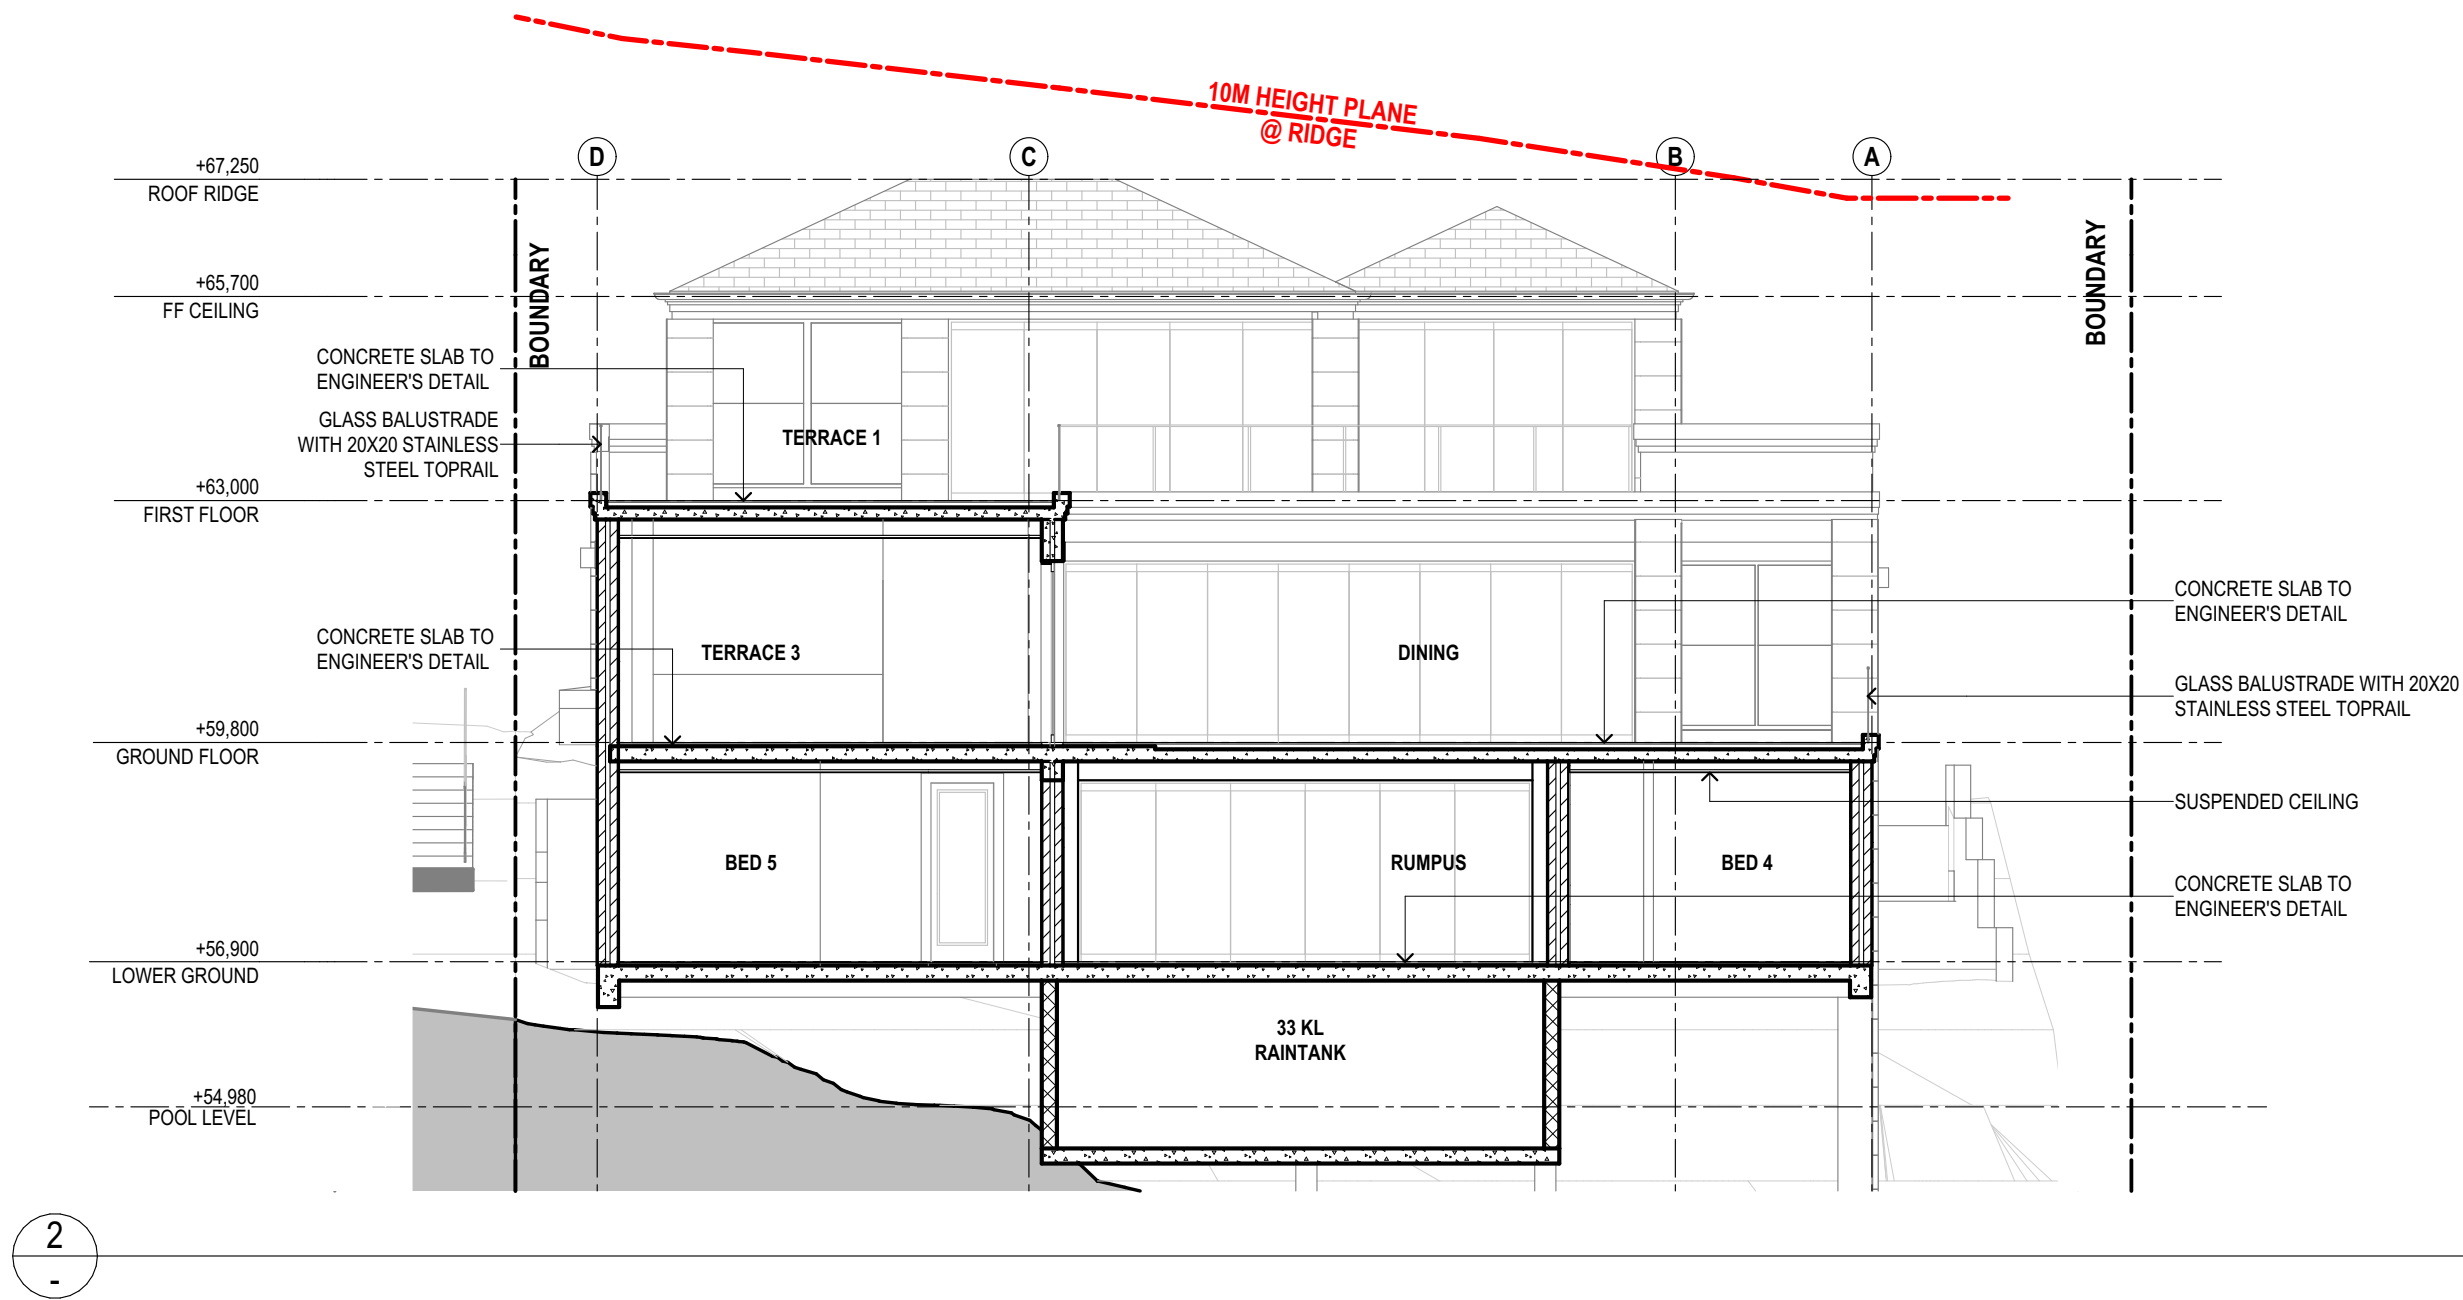 10M HEIGHT PLANE
@ RIDGE
D
C
B
A
+67,250
ROOF RIDGE
BOUNDARY
BOUNDARY
+65,700
FF CEILING
CONCRETE SLAB TO
ENGINEER'S DETAIL
GLASS BALUSTRADE
WITH 20X20 STAINLESS
STEEL TOPRAIL
TERRACE 1
+63,000
FIRST FLOOR
CONCRETE SLAB TO
ENGINEER'S DETAIL
CONCRETE SLAB TO
ENGINEER'S DETAIL
TERRACE 3
DINING
GLASS BALUSTRADE WITH 20X20
STAINLESS STEEL TOPRAIL
+59,800
GROUND FLOOR
SUSPENDED CEILING
BED 5
RUMPUS
BED 4
CONCRETE SLAB TO
ENGINEER'S DETAIL
+56,900
LOWER GROUND
33 KL
RAINTANK
+54,980
POOL LEVEL
2
-